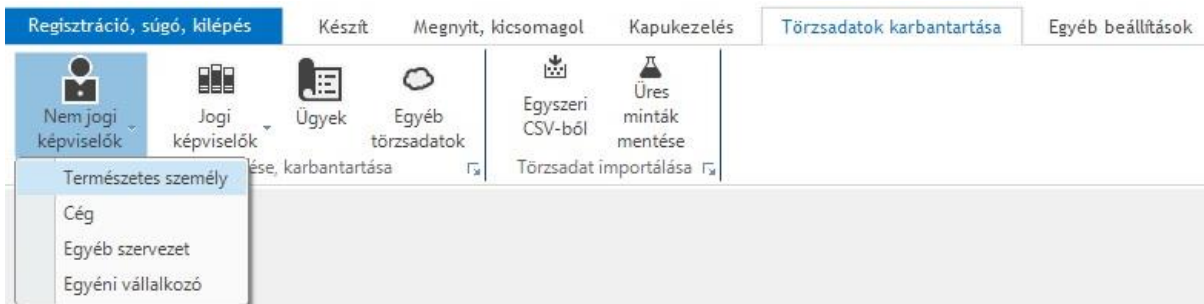 Regisztráció, súgó, kilépés Készít Megnyit, kicsomagol Kapukezelés Törzsadatok karbantartása Egyéb beállítások
Nem jogi képviselők
Jogi képviselők
Ügyek
Egyéb törzsadatok
Egyszeri CSV-ből
Üres minták mentése
karbantartása
Törzsadat importálása
Természetes személy
Cég
Egyéb szervezet
Egyéni vállalkozó